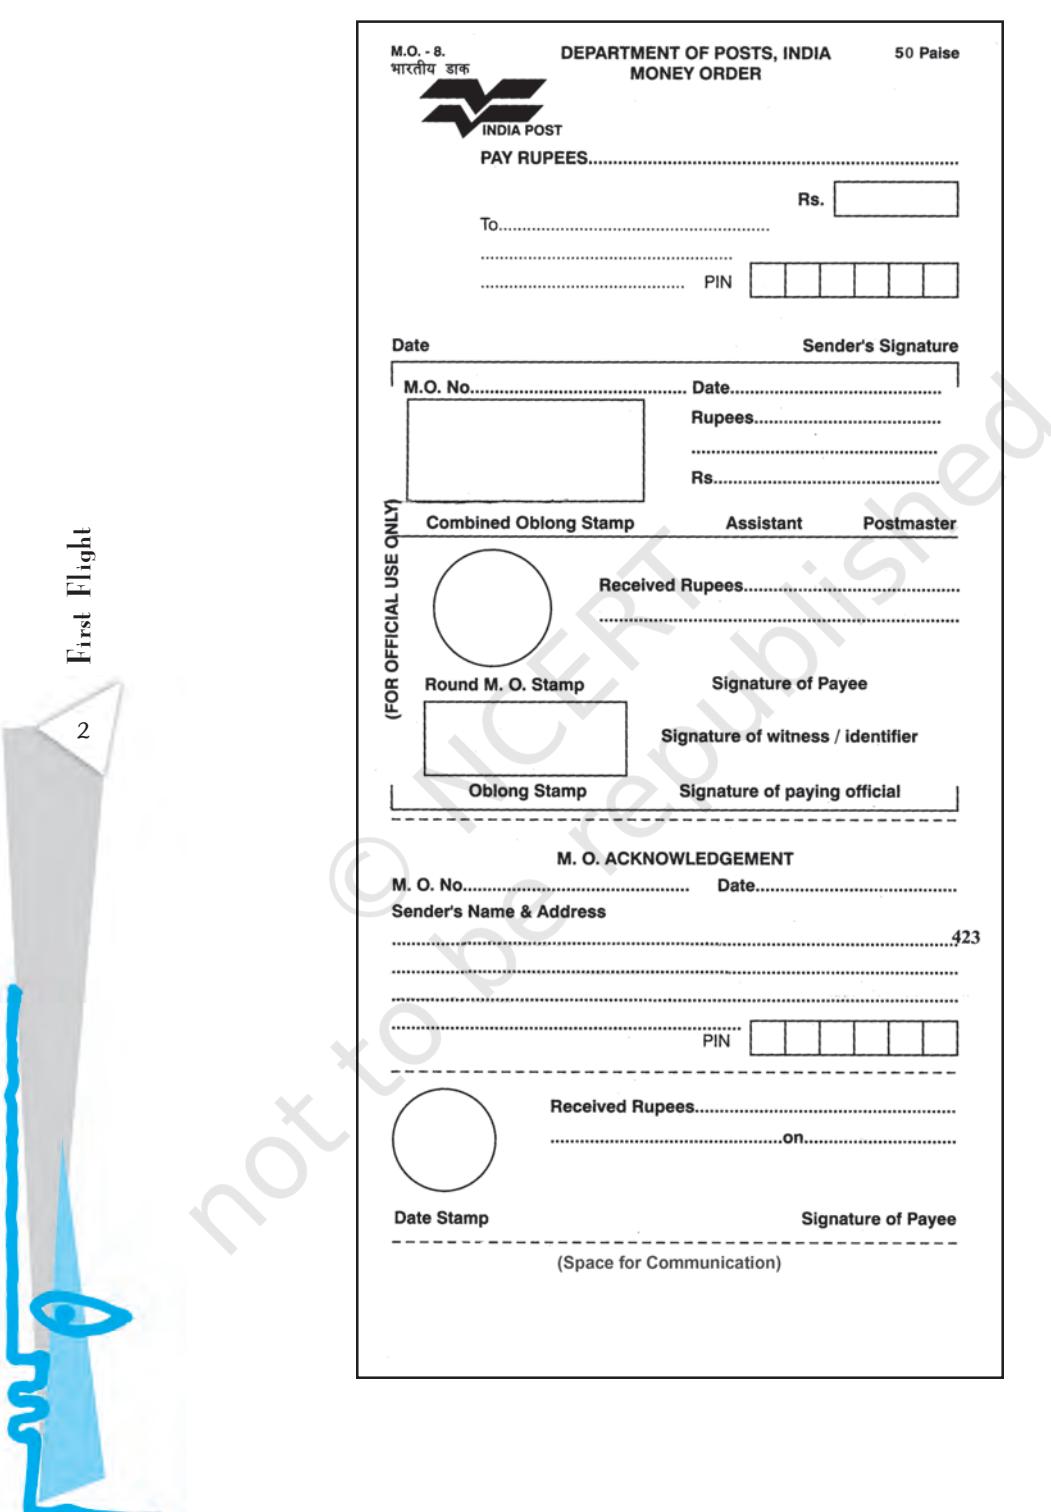 M.O. - 8. DEPARTMENT OF POSTS, INDIA 50 Paise
भारतीय डाक MONEY ORDER
INDIA POST
PAY RUPEES..............................................................................
Rs.
To..........................................................
......................................................
............................................ PIN
Date Sender's Signature
M.O. No.............................................. Date..............................................
Rupees........................................
.....................................................
Rs.................................................
Combined Oblong Stamp Assistant Postmaster
(FOR OFFICIAL USE ONLY)
Received Rupees..............................................
..............................................................................
Round M. O. Stamp Signature of Payee
Signature of witness / identifier
Oblong Stamp Signature of paying official
M. O. ACKNOWLEDGEMENT
M. O. No................................................ Date...........................................
Sender's Name & Address
..........................................................................................................................423
..........................................................................................................................
..........................................................................................................................
........................................................................... PIN
Received Rupees........................................................
..................................................on.................................
Date Stamp Signature of Payee
(Space for Communication)
First Flight
2
© NCERT
not to be republished